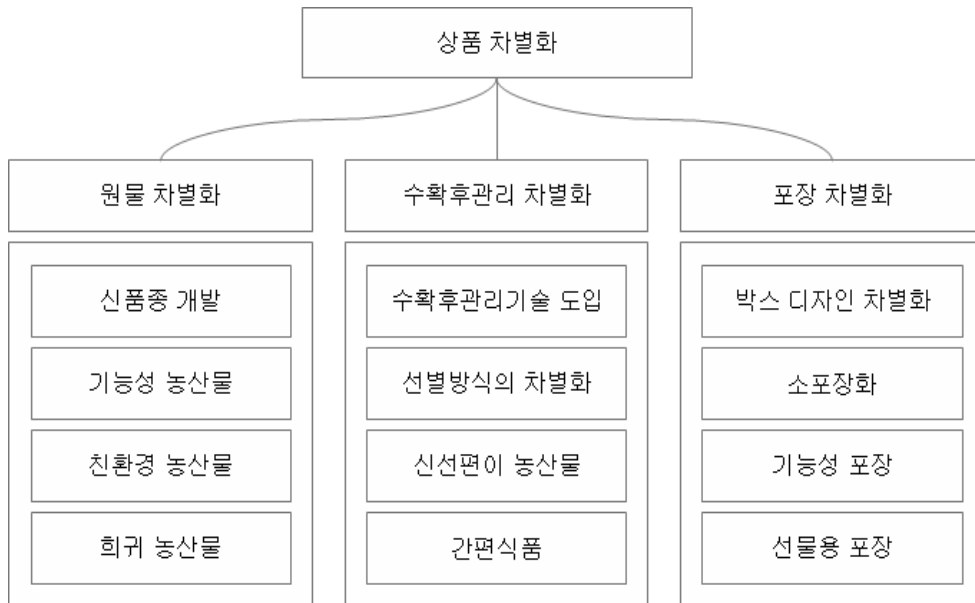 상품 차별화
원물 차별화
수확후관리 차별화
포장 차별화
신품종 개발
기능성 농산물
친환경 농산물
희귀 농산물
수확후관리기술 도입
선별방식의 차별화
신선편이 농산물
간편식품
박스 디자인 차별화
소포장화
기능성 포장
선물용 포장